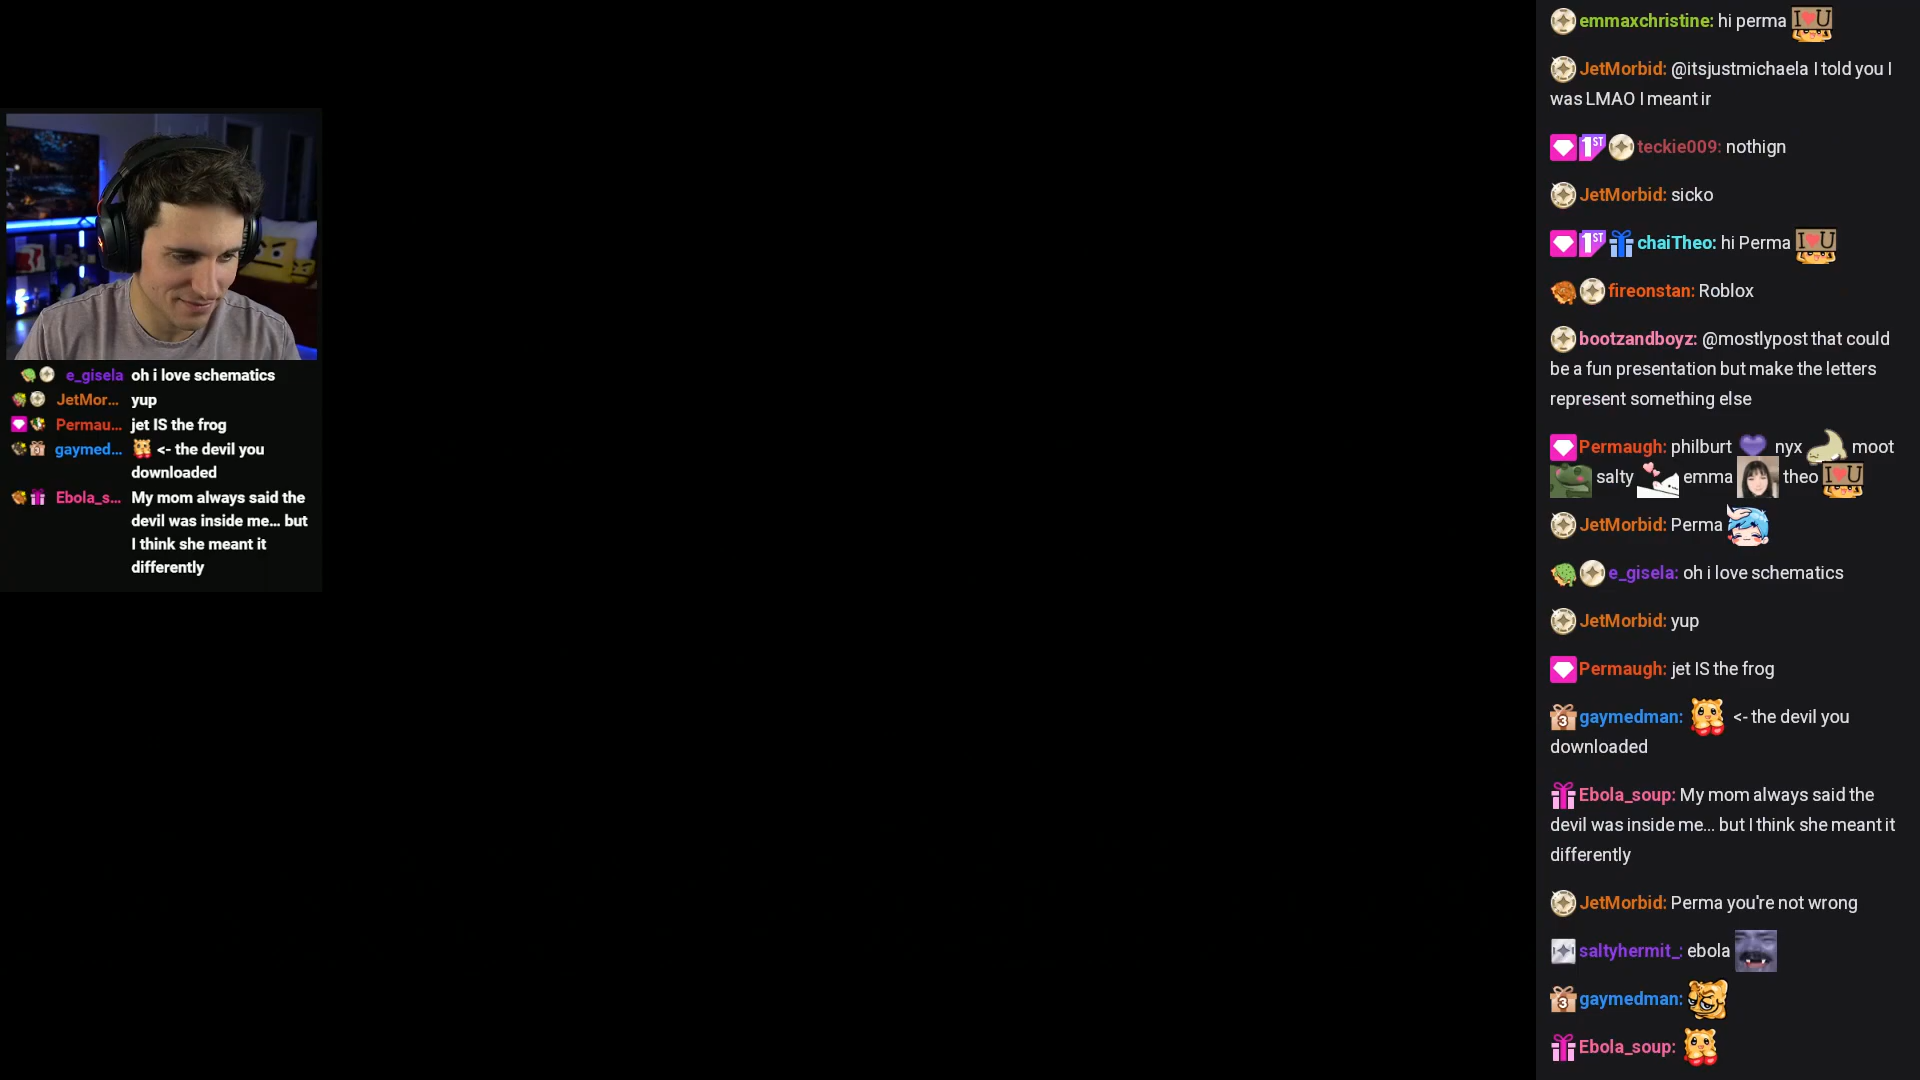 e_gisela oh i love schematics
JetMor... yup
Permau... jet IS the frog
gaymed... <- the devil you
downloaded
Ebola_s... My mom always said the
devil was inside me... but
I think she meant it
differently
emmaxchristine: hi perma I U
JetMorbid: @itsjustmichaela I told you I
was LMAO I meant ir
1ST teckie009: nothign
JetMorbid: sicko
1ST chaiTheo: hi Perma I U
fireonstan: Roblox
bootzandboyz: @mostlypost that could
be a fun presentation but make the letters
represent something else
Permaugh: philburt nyx moot
salty emma theo I U
JetMorbid: Perma
e_gisela: oh i love schematics
JetMorbid: yup
Permaugh: jet IS the frog
3 gaymedman: <- the devil you
downloaded
Ebola_soup: My mom always said the
devil was inside me... but I think she meant it
differently
JetMorbid: Perma you're not wrong
saltyhermit_: ebola
3 gaymedman:
Ebola_soup: